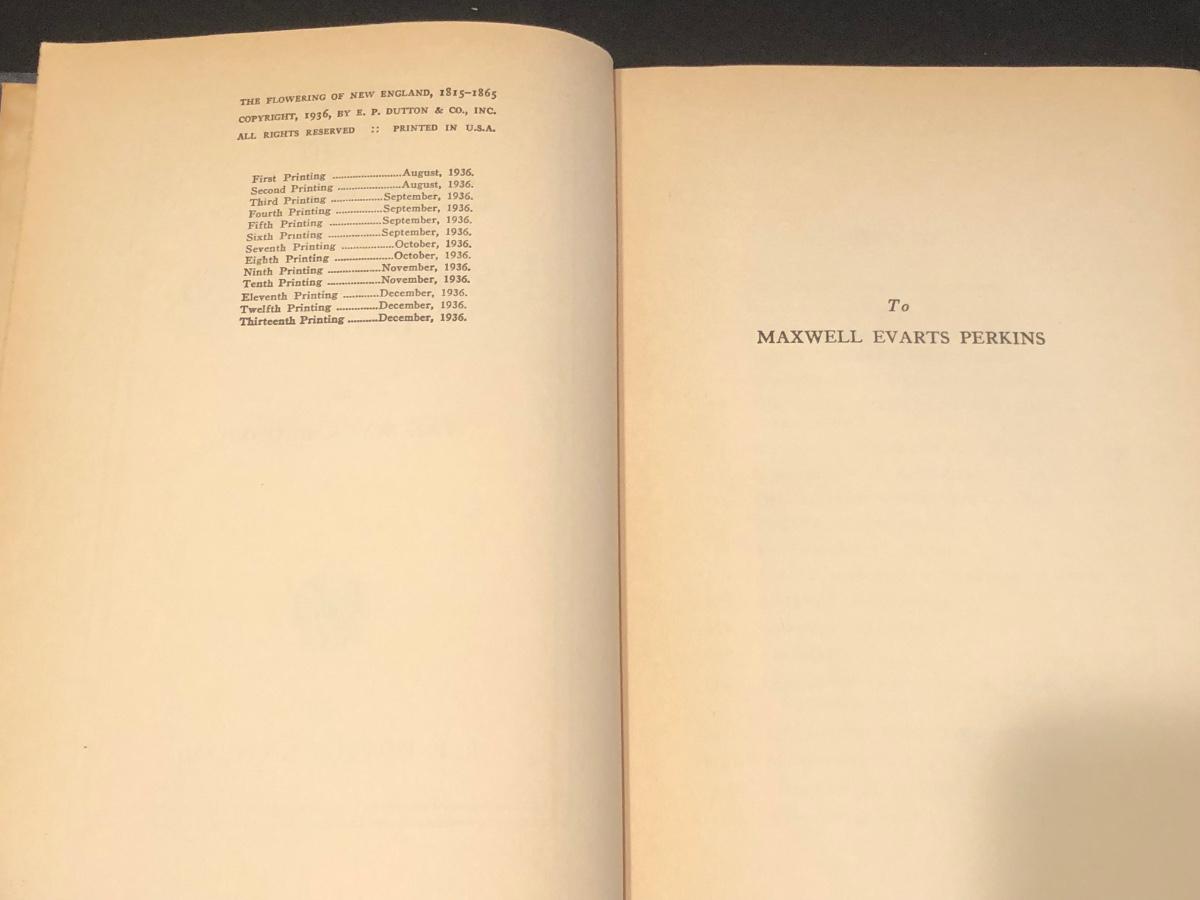 THE FLOWERING OF NEW ENGLAND, 1815–1865
COPYRIGHT, 1936, BY E. P. DUTTON & CO., INC.
ALL RIGHTS RESERVED :: PRINTED IN U.S.A.
First Printing ........................August, 1936.
Second Printing ......................August, 1936.
Third Printing ..................September, 1936.
Fourth Printing ................September, 1936.
Fifth Printing ..................September, 1936.
Sixth Printing ..................September, 1936.
Seventh Printing ..................October, 1936.
Eighth Printing ....................October, 1936.
Ninth Printing ..................November, 1936.
Tenth Printing ..................November, 1936.
Eleventh Printing ............December, 1936.
Twelfth Printing ..............December, 1936.
Thirteenth Printing ..........December, 1936.
To
MAXWELL EVARTS PERKINS